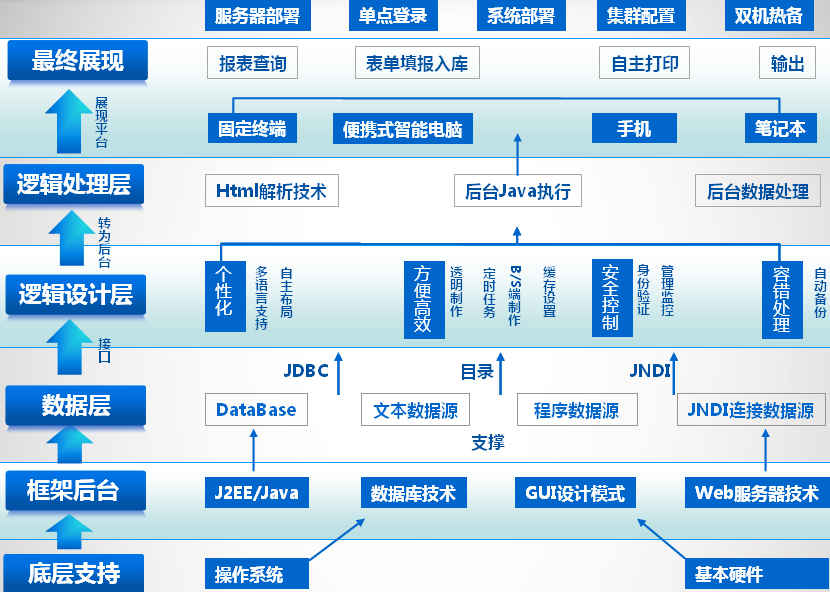 服务器部署
单点登录
系统部署
集群配置
双机热备
最终展现
报表查询
表单填报入库
自主打印
输出
展现平台
固定终端
便携式智能电脑
手机
笔记本
逻辑处理层
Html解析技术
后台Java执行
后台数据处理
转为后台
逻辑设计层
个性化
多语言支持
自主布局
方便高效
透明制作
定时任务
B/S端制作
缓存设置
安全控制
身份验证
管理监控
容错处理
自动备份
接口
JDBC
目录
JNDI
数据层
DataBase
文本数据源
程序数据源
JNDI连接数据源
支撑
框架后台
J2EE/Java
数据库技术
GUI设计模式
Web服务器技术
底层支持
操作系统
基本硬件